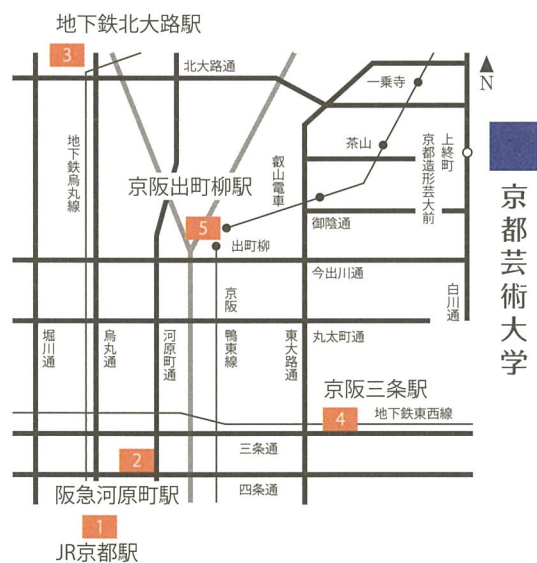 地下鉄北大路駅
3
北大路通
一乗寺
N
地下鉄烏丸線
茶山
叡山電車
上終町
京都造形芸大前
京都芸術大学
京阪出町柳駅
5
出町柳
御陰通
今出川通
白川通
京阪
鴨東線
堀川通
烏丸通
河原町通
東大路通
丸太町通
京阪三条駅
4
地下鉄東西線
三条通
2
阪急河原町駅
四条通
1
JR京都駅